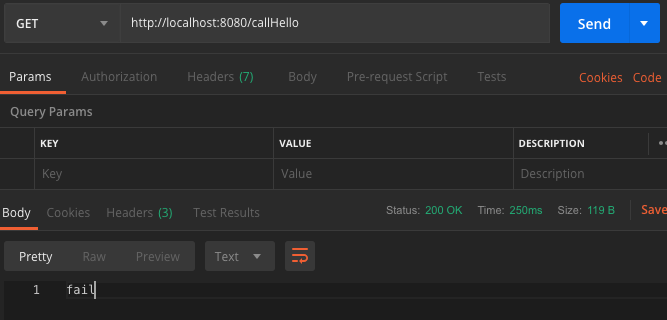 GET http://localhost:8080/callHello Send
Params Authorization Headers (7) Body Pre-request Script Tests Cookies Code
Query Params
KEY VALUE DESCRIPTION
Key Value Description
Body Cookies Headers (3) Test Results Status: 200 OK Time: 250ms Size: 119 B Save
Pretty Raw Preview Text
1 fail